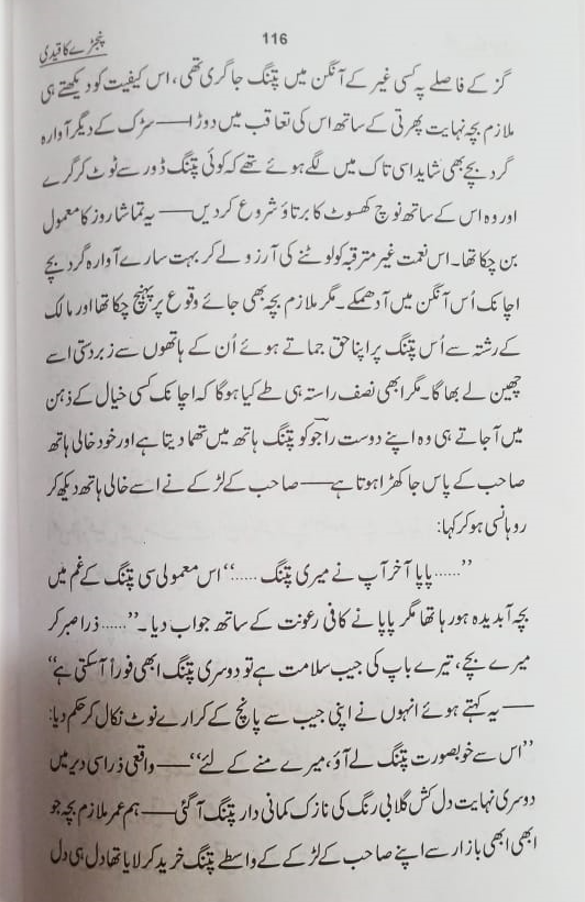 116
پنجڑے کا قیدی
گز کے فاصلے پہ کسی غیر کے آنگن میں پتنگ جا گری تھی، اس کیفیت کو دیکھتے ہی
ملازم بچہ نہایت پھرتی کے ساتھ اس کی تعاقب میں دوڑا — سڑک کے دیگر آوارہ
گرد بچے بھی شاید اسی تاک میں لگے ہوئے تھے کہ کوئی پتنگ ڈور سے ٹوٹ کر گرے
اور وہ اس کے ساتھ نوچ کھسوٹ کا برتاؤ شروع کردیں — یہ تماشا روز کا معمول
بن چکا تھا۔ اس نعمت غیر مترقبہ کو لوٹنے کی آرزو لے کر بہت سارے آوارہ گرد بچے
اچانک اُس آنگن میں آ دھمکے۔ مگر ملازم بچہ بھی جائے وقوع پر پہنچ چکا تھا اور مالک
کے رشتہ سے اُس پتنگ پر اپنا حق جماتے ہوئے اُن کے ہاتھوں سے زبردستی اسے
چھین لے بھاگا۔ مگر ابھی نصف راستہ ہی طے کیا ہوگا کہ اچانک کسی خیال کے ذہن
میں آجاتے ہی وہ اپنے دوست راجو کو پتنگ ہاتھ میں تھما دیتا ہے اور خود خالی ہاتھ
صاحب کے پاس جا کھڑا ہوتا ہے — صاحب کے لڑکے نے اسے خالی ہاتھ دیکھ کر
روہانسی ہو کر کہا:
”......پاپا آخر آپ نے میری پتنگ ......“ اس معمولی سی پتنگ کے غم میں
بچہ آبدیدہ ہو رہا تھا مگر پاپا نے کافی رعونت کے ساتھ جواب دیا۔ ”......ذرا صبر کر
میرے بچے، تیرے باپ کی جیب سلامت ہے تو دوسری پتنگ ابھی فوراً آسکتی ہے“
— یہ کہتے ہوئے انہوں نے اپنی جیب سے پانچ کے کرارے نوٹ نکال کر حکم دیا:
”اس سے خوبصورت پتنگ لے آؤ، میرے منے کے لئے“ — واقعی ذراسی دیر میں
دوسری نہایت دل کش گلابی رنگ کی نازک کمانی دار پتنگ آگئی — ہم عمر ملازم بچہ جو
ابھی ابھی بازار سے اپنے صاحب کے لڑکے کے واسطے پتنگ خرید کر لایا تھا دل ہی دل